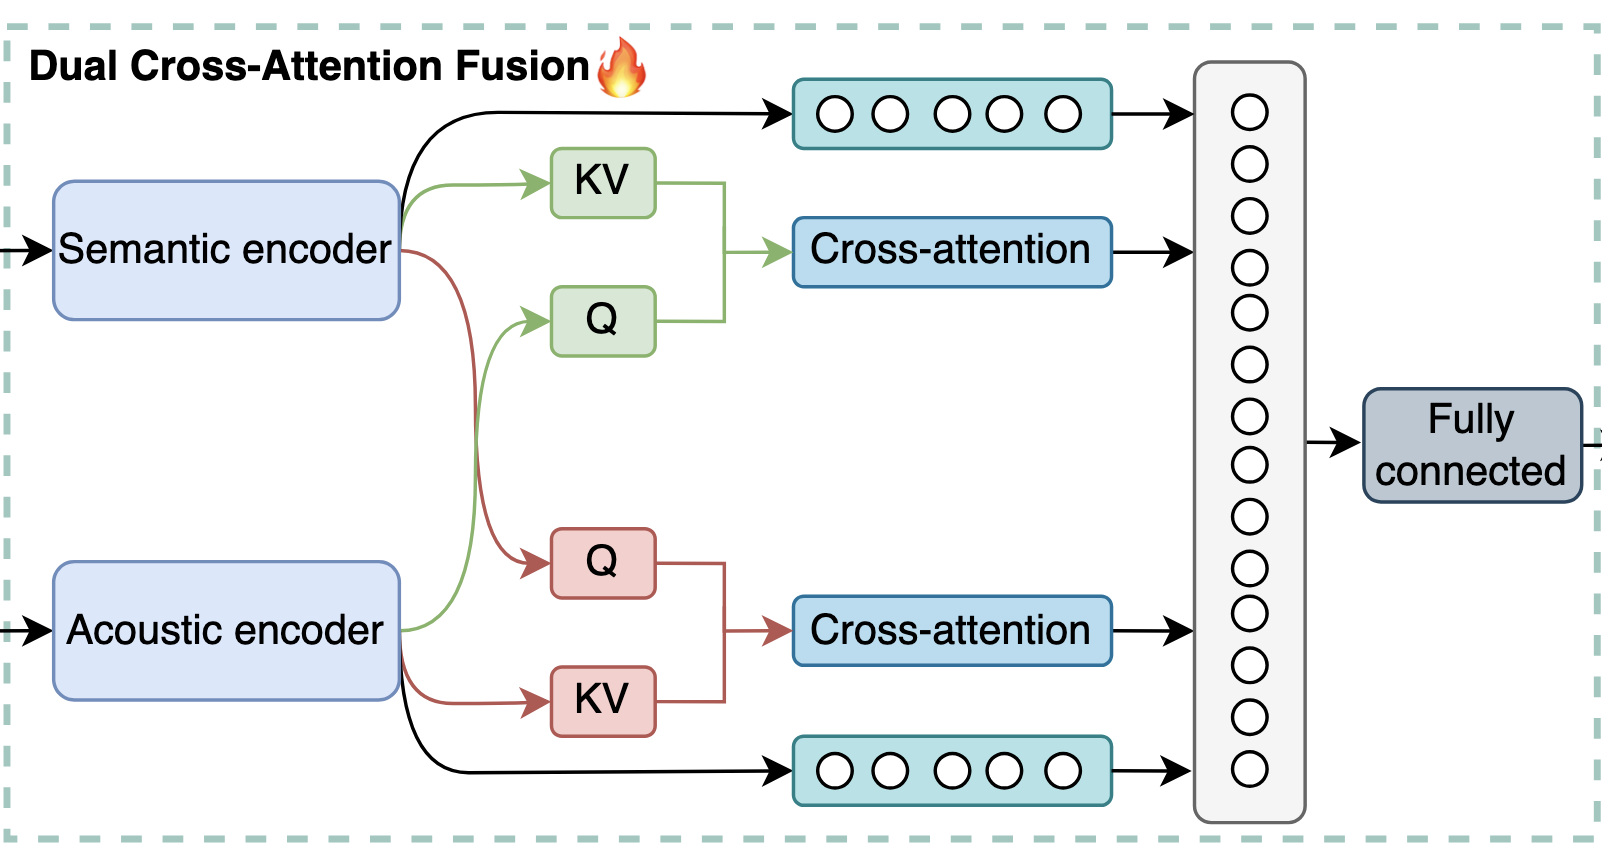 Dual Cross-Attention Fusion🔥
Semantic encoder
KV
Q
Cross-attention
Acoustic encoder
Q
KV
Cross-attention
Fully
connected